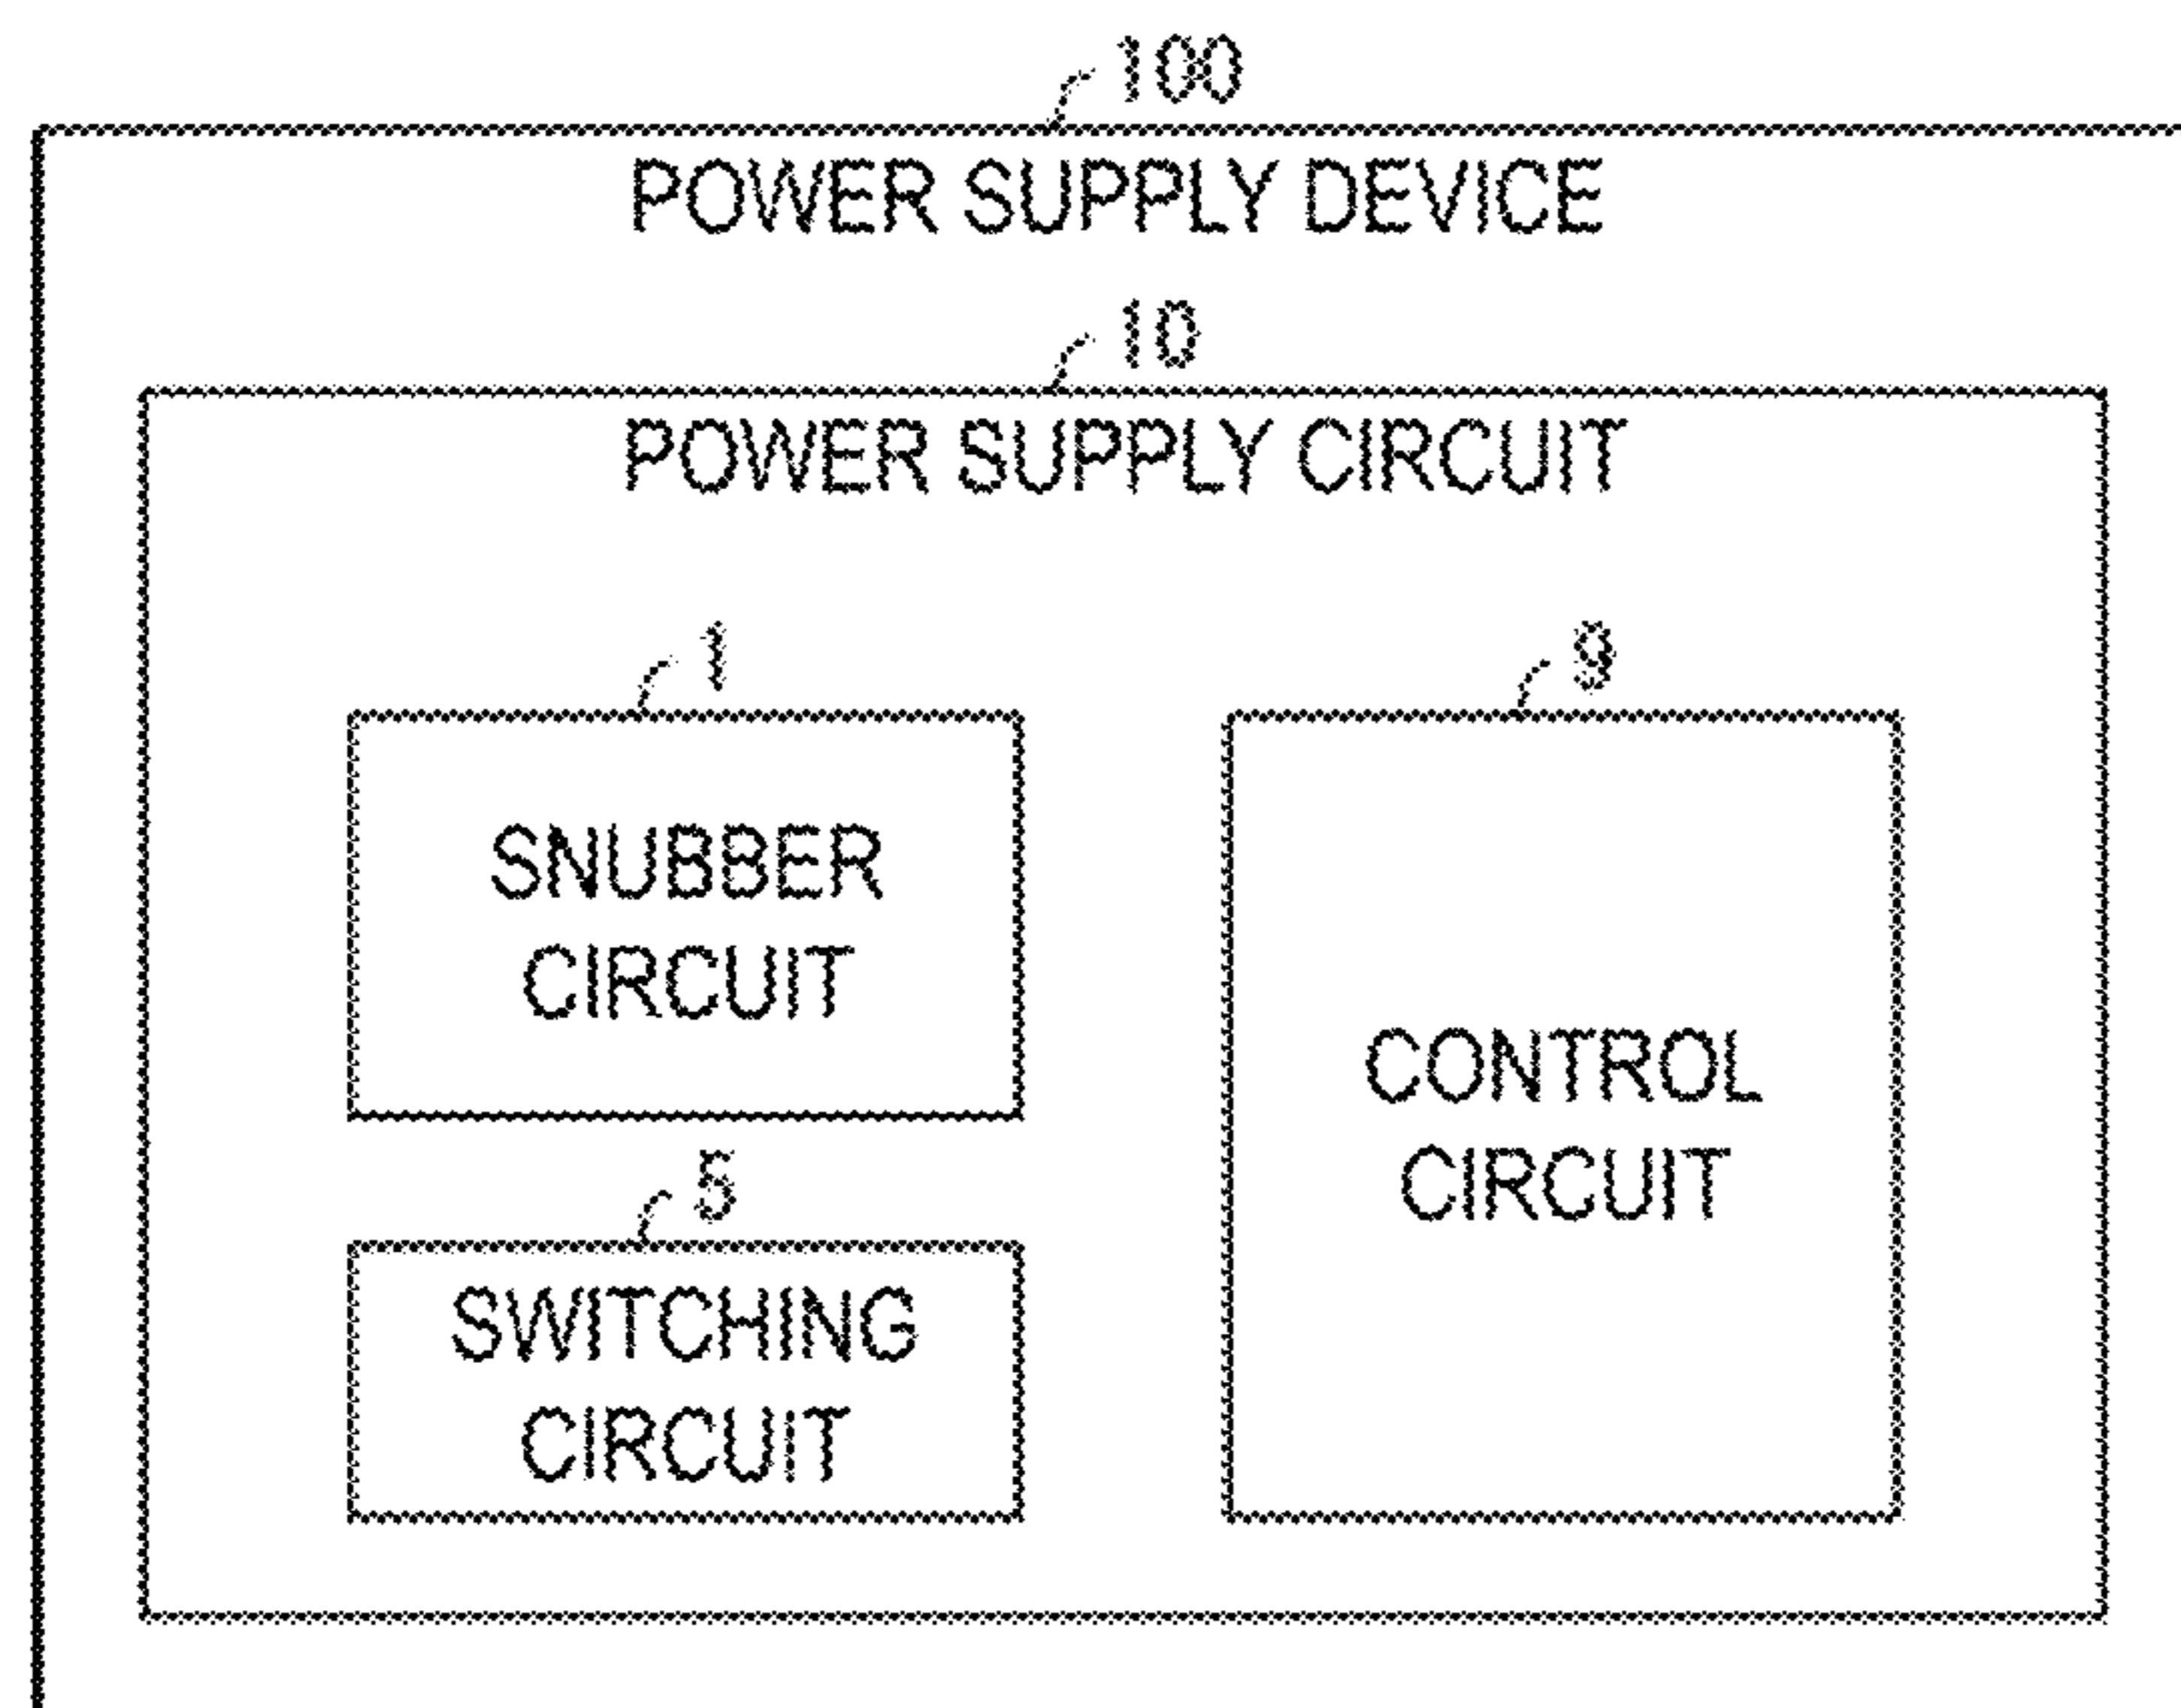 100
POWER SUPPLY DEVICE
10
POWER SUPPLY CIRCUIT
1
SNUBBER
CIRCUIT
5
SWITCHING
CIRCUIT
9
CONTROL
CIRCUIT